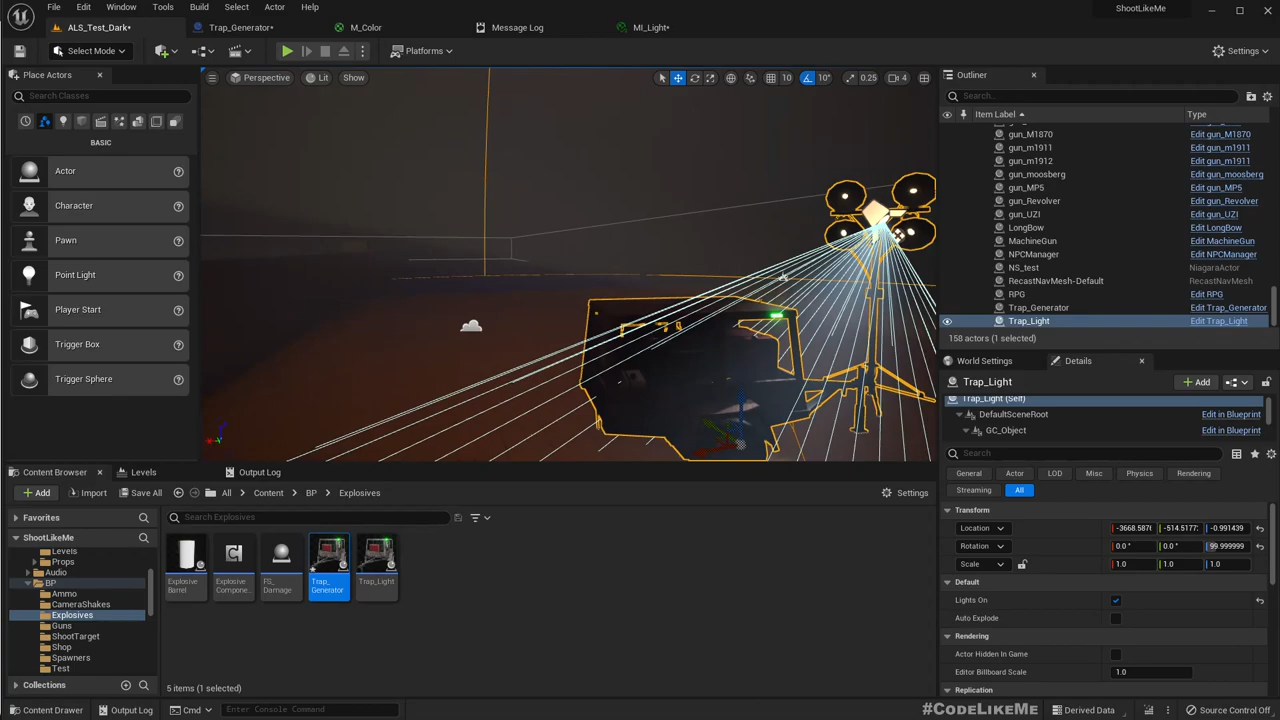 File Edit Window Tools Build Select Actor Help
ShootLikeMe
ALS_Test_Dark* Trap_Generator* M_Color Message Log MI_Light*
Select Mode Platforms Settings
Place Actors
Search Classes
BASIC
Actor
Character
Pawn
Point Light
Player Start
Trigger Box
Trigger Sphere
Perspective Lit Show 10 10° 0.25 4
Outliner
Search...
Item Label Type
gun_M1870 Edit gun_M1870
gun_m1911 Edit gun_m1911
gun_m1912 Edit gun_m1911
gun_moosberg Edit gun_moosberg
gun_MP5 Edit gun_MP5
gun_Revolver Edit gun_Revolver
gun_UZI Edit gun_UZI
LongBow Edit LongBow
MachineGun Edit MachineGun
NPCManager Edit NPCManager
NS_test NiagaraActor
RecastNavMesh-Default RecastNavMesh
RPG Edit RPG
Trap_Generator Edit Trap_Generator
Trap_Light Edit Trap_Light
158 actors (1 selected)
World Settings Details
Trap_Light Add
Trap_Light (Self)
DefaultSceneRoot Edit in Blueprint
GC_Object Edit in Blueprint
Search
General Actor LOD Misc Physics Rendering
Streaming All
Transform
Location -3668.587 -514.5177 -0.991439
Rotation 0.0 ° 0.0 ° 99.999999
Scale 1.0 1.0 1.0
Default
Lights On
Auto Explode
Rendering
Actor Hidden In Game
Editor Billboard Scale 1.0
Replication
Content Browser Levels Output Log
Add Import Save All All Content BP Explosives Settings
Favorites
ShootLikeMe
Levels
Props
Audio
BP
Ammo
CameraShakes
Explosives
Guns
ShootTarget
Shop
Spawners
Test
Collections
Search Explosives
Explosive Barrel
Explosive Compone...
FS_ Damage
Trap_ Generator
Trap_Light
5 items (1 selected)
Content Drawer Output Log Cmd Enter Console Command Derived Data Source Control Off
#CODELIKEME